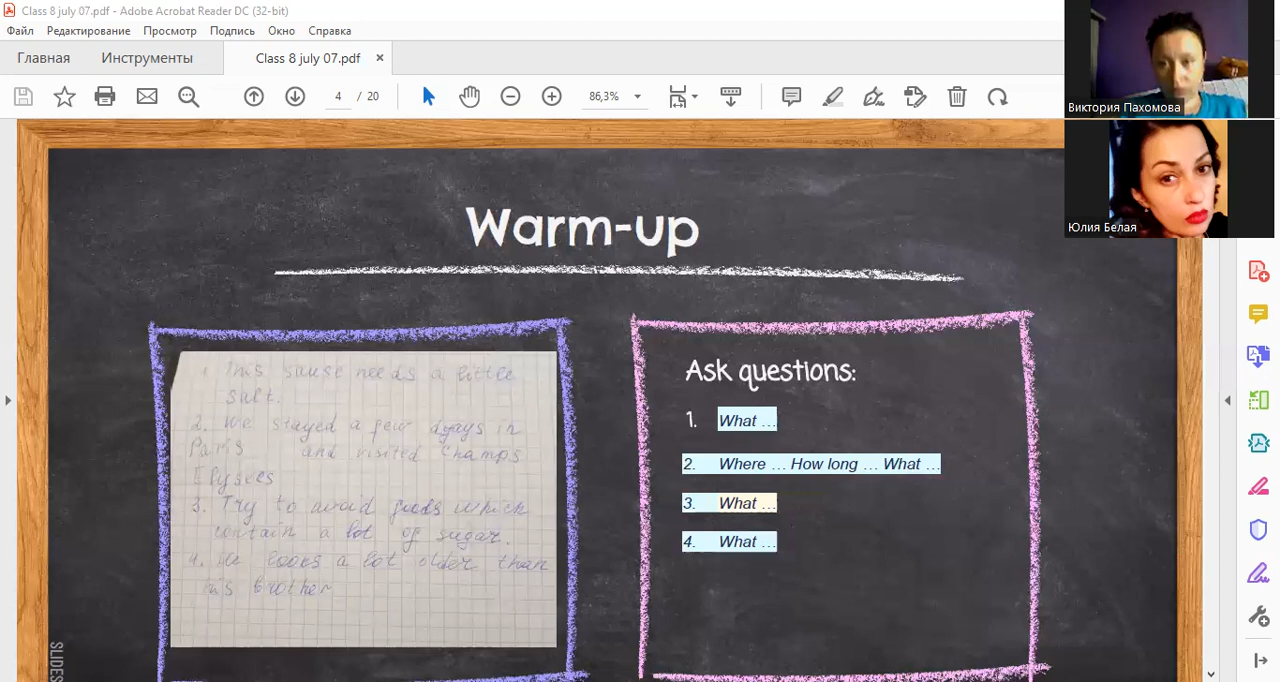 Class 8 july 07.pdf - Adobe Acrobat Reader DC (32-bit)
Файл Редактирование Просмотр Подпись Окно Справка
Главная Инструменты Class 8 july 07.pdf ×
4 / 20 86,3%
Виктория Пахомова
Юлия Белая
Warm-up
1. This sause needs a little
salt.
2. We stayed a few days in
Paris and visited Champs
Elysees
3. Try to avoid foods which
contain a lot of sugar.
4. He looks a lot older than
his brother
Ask questions:
1. What ...
2. Where ... How long ... What ...
3. What ...
4. What ...
SLIDES